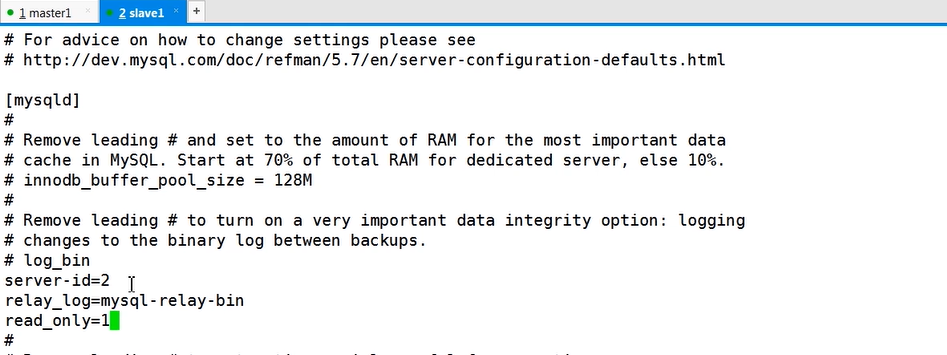 1 master1 × 2 slave1 × +
# For advice on how to change settings please see
# http://dev.mysql.com/doc/refman/5.7/en/server-configuration-defaults.html
[mysqld]
#
# Remove leading # and set to the amount of RAM for the most important data
# cache in MySQL. Start at 70% of total RAM for dedicated server, else 10%.
# innodb_buffer_pool_size = 128M
#
# Remove leading # to turn on a very important data integrity option: logging
# changes to the binary log between backups.
# log_bin
server-id=2
relay_log=mysql-relay-bin
read_only=1
#